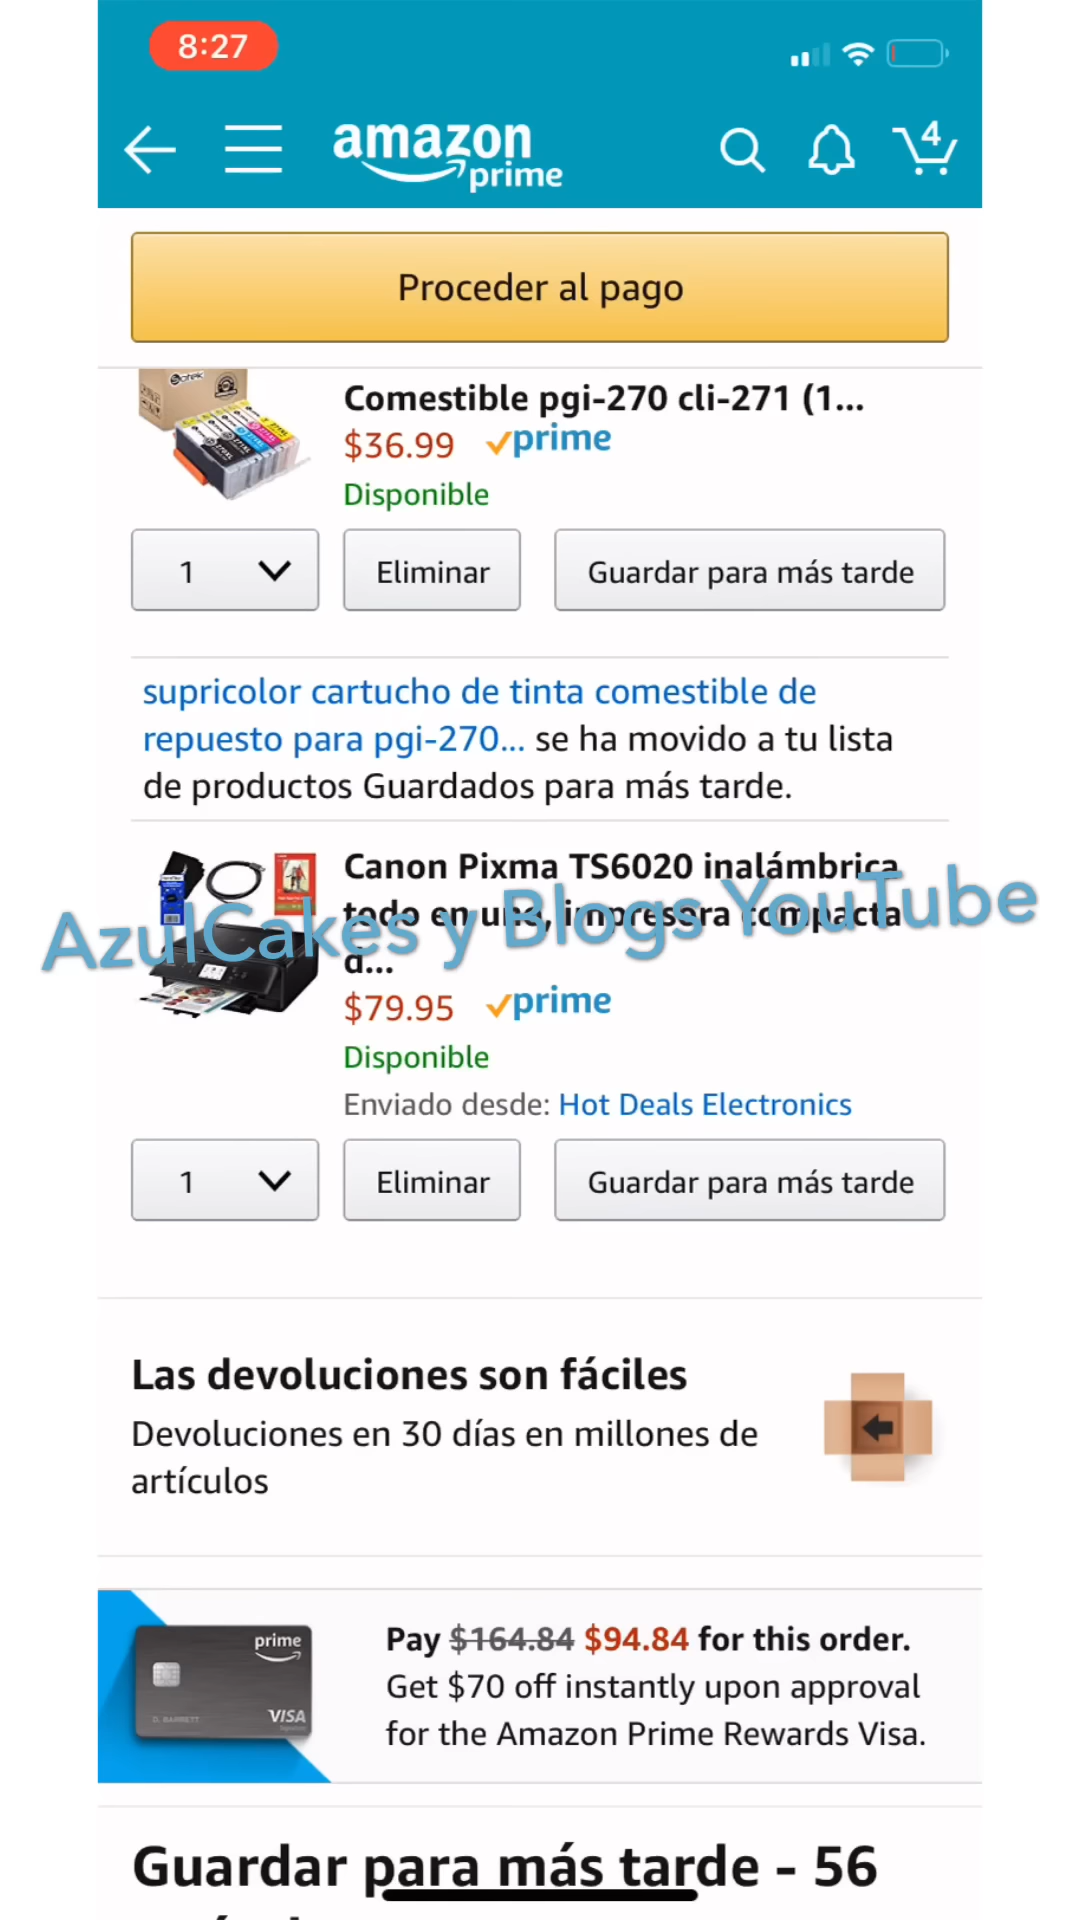 8:27
amazon
prime
4
Proceder al pago
Comestible pgi-270 cli-271 (1...
$36.99 prime
Disponible
1 Eliminar Guardar para más tarde
supricolor cartucho de tinta comestible de
repuesto para pgi-270... se ha movido a tu lista
de productos Guardados para más tarde.
Canon Pixma TS6020 inalámbrica
todo en uno, impresora compacta
d...
AzulCakes y Blogs YouTube
$79.95 prime
Disponible
Enviado desde: Hot Deals Electronics
1 Eliminar Guardar para más tarde
Las devoluciones son fáciles
Devoluciones en 30 días en millones de
artículos
prime
D. BARRETT VISA
Pay $164.84 $94.84 for this order.
Get $70 off instantly upon approval
for the Amazon Prime Rewards Visa.
Guardar para más tarde - 56